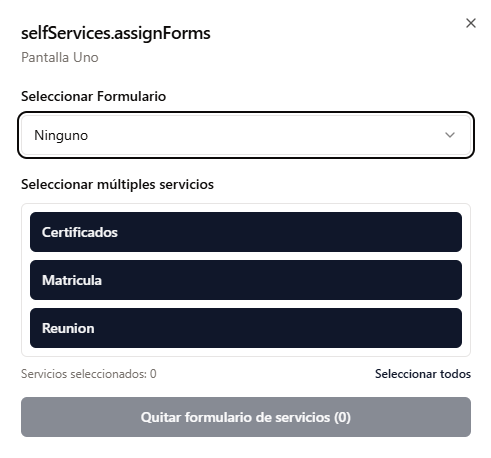 selfServices.assignForms
Pantalla Uno
Seleccionar Formulario
Ninguno
Seleccionar múltiples servicios
Certificados
Matricula
Reunion
Servicios seleccionados: 0
Seleccionar todos
Quitar formulario de servicios (0)